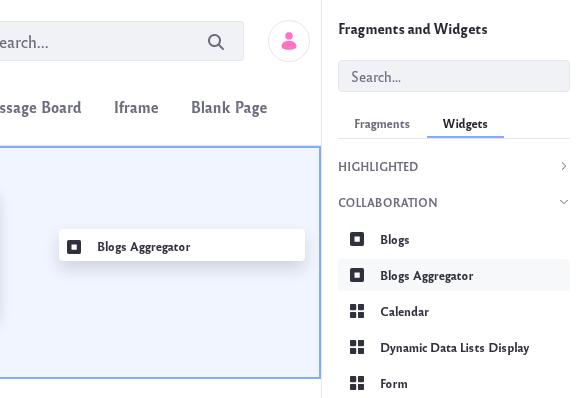 earch...
ssage Board Iframe Blank Page
Blogs Aggregator
Fragments and Widgets
Search...
Fragments Widgets
HIGHLIGHTED
COLLABORATION
Blogs
Blogs Aggregator
Calendar
Dynamic Data Lists Display
Form